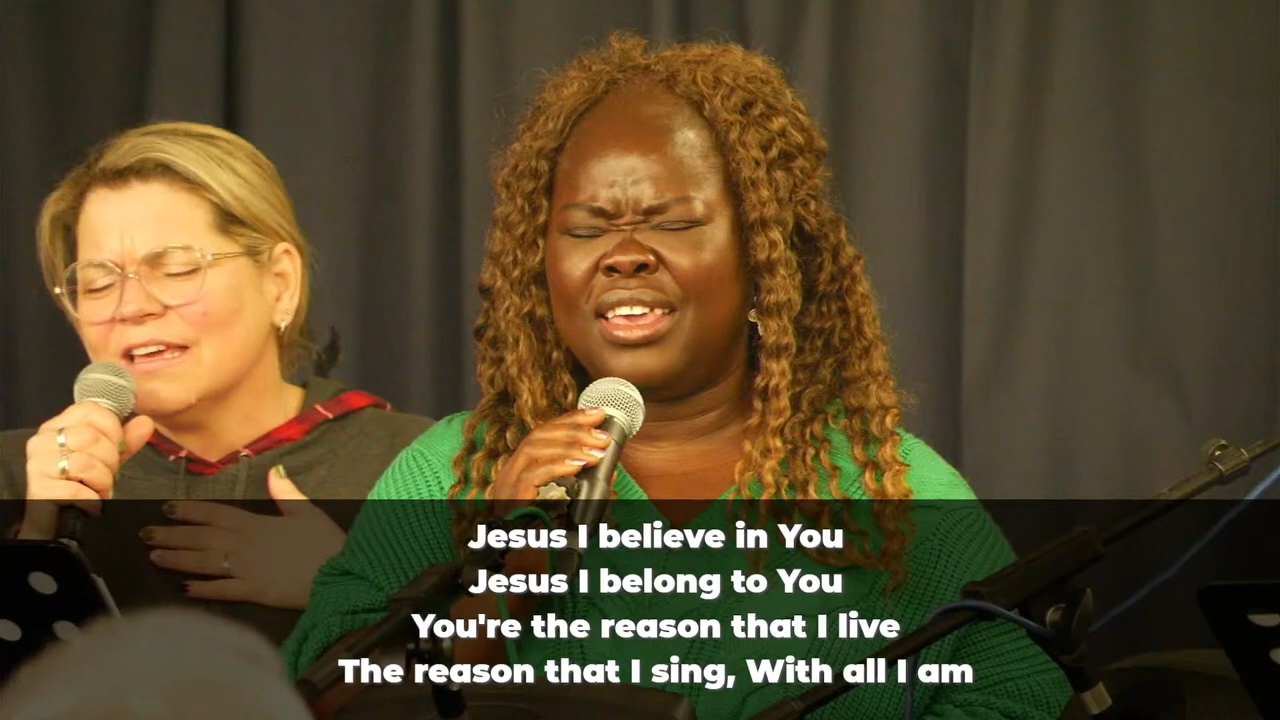 Jesus I believe in You
Jesus I belong to You
You're the reason that I live
The reason that I sing, With all I am